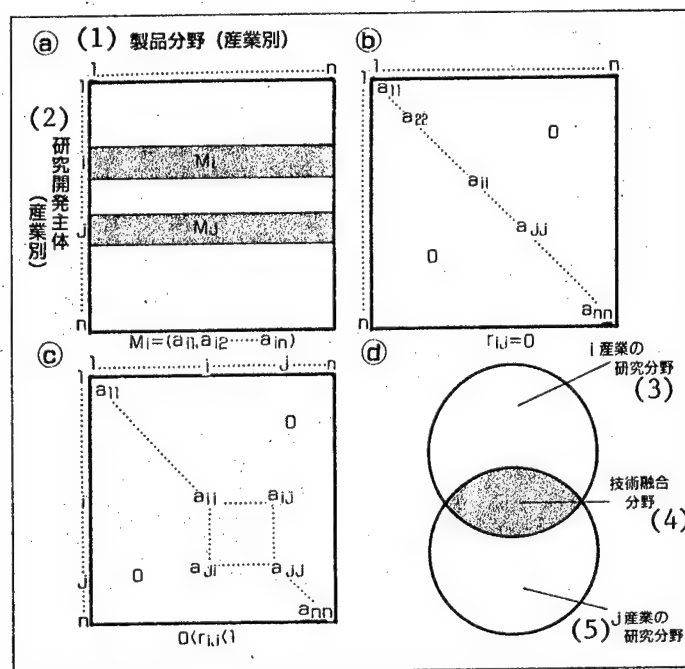 ⓐ (1) 製品分野（産業別）
1 n
1
(2)
研究開発主体
（産業別）
i
j
n
Mi
Mj
Mi=(ai1,ai2……ain)
ⓑ
1 n
1
n
a11
a22
0
aii
ajj
0
ann
ri,j=0
ⓒ
1 i j n
1
i
j
n
a11
0
aii aij
0
aji ajj
ann
0<ri,j<1
ⓓ
i産業の
研究分野 (3)
技術融合
分野 (4)
(5) j産業の
研究分野